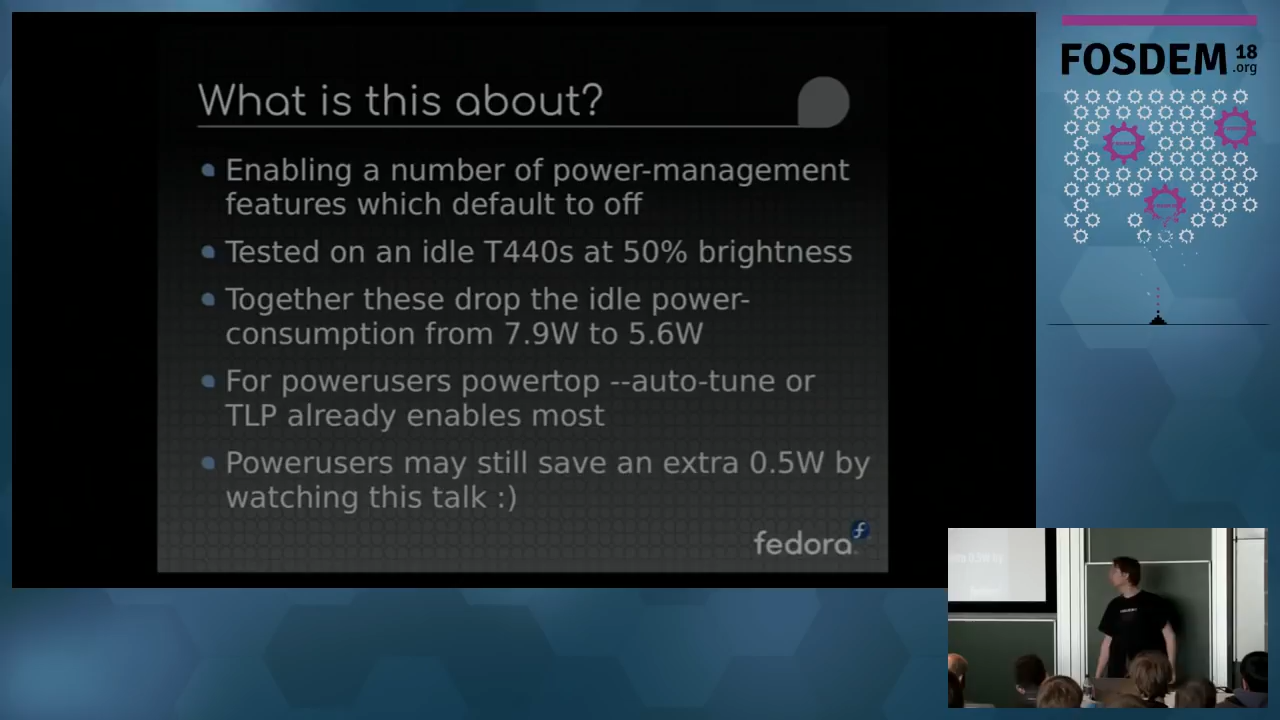 What is this about?
Enabling a number of power-management
features which default to off
Tested on an idle T440s at 50% brightness
Together these drop the idle power-
consumption from 7.9W to 5.6W
For powerusers powertop --auto-tune or
TLP already enables most
Powerusers may still save an extra 0.5W by
watching this talk :)
fedora
FOSDEM 18
.org